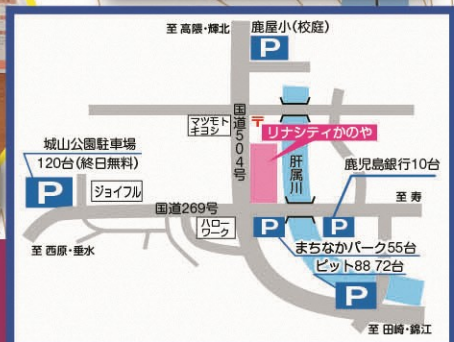 至 高隈・輝北
鹿屋小(校庭)
P
国道504号
マツモト
キヨシ
〒
リナシティかのや
城山公園駐車場
120台(終日無料)
P
ジョイフル
肝属川
鹿児島銀行10台
至 寿
国道269号
ハロー
ワーク
P
P
至 西原・垂水
まちなかパーク55台
ピット88 72台
P
至 田崎・錦江